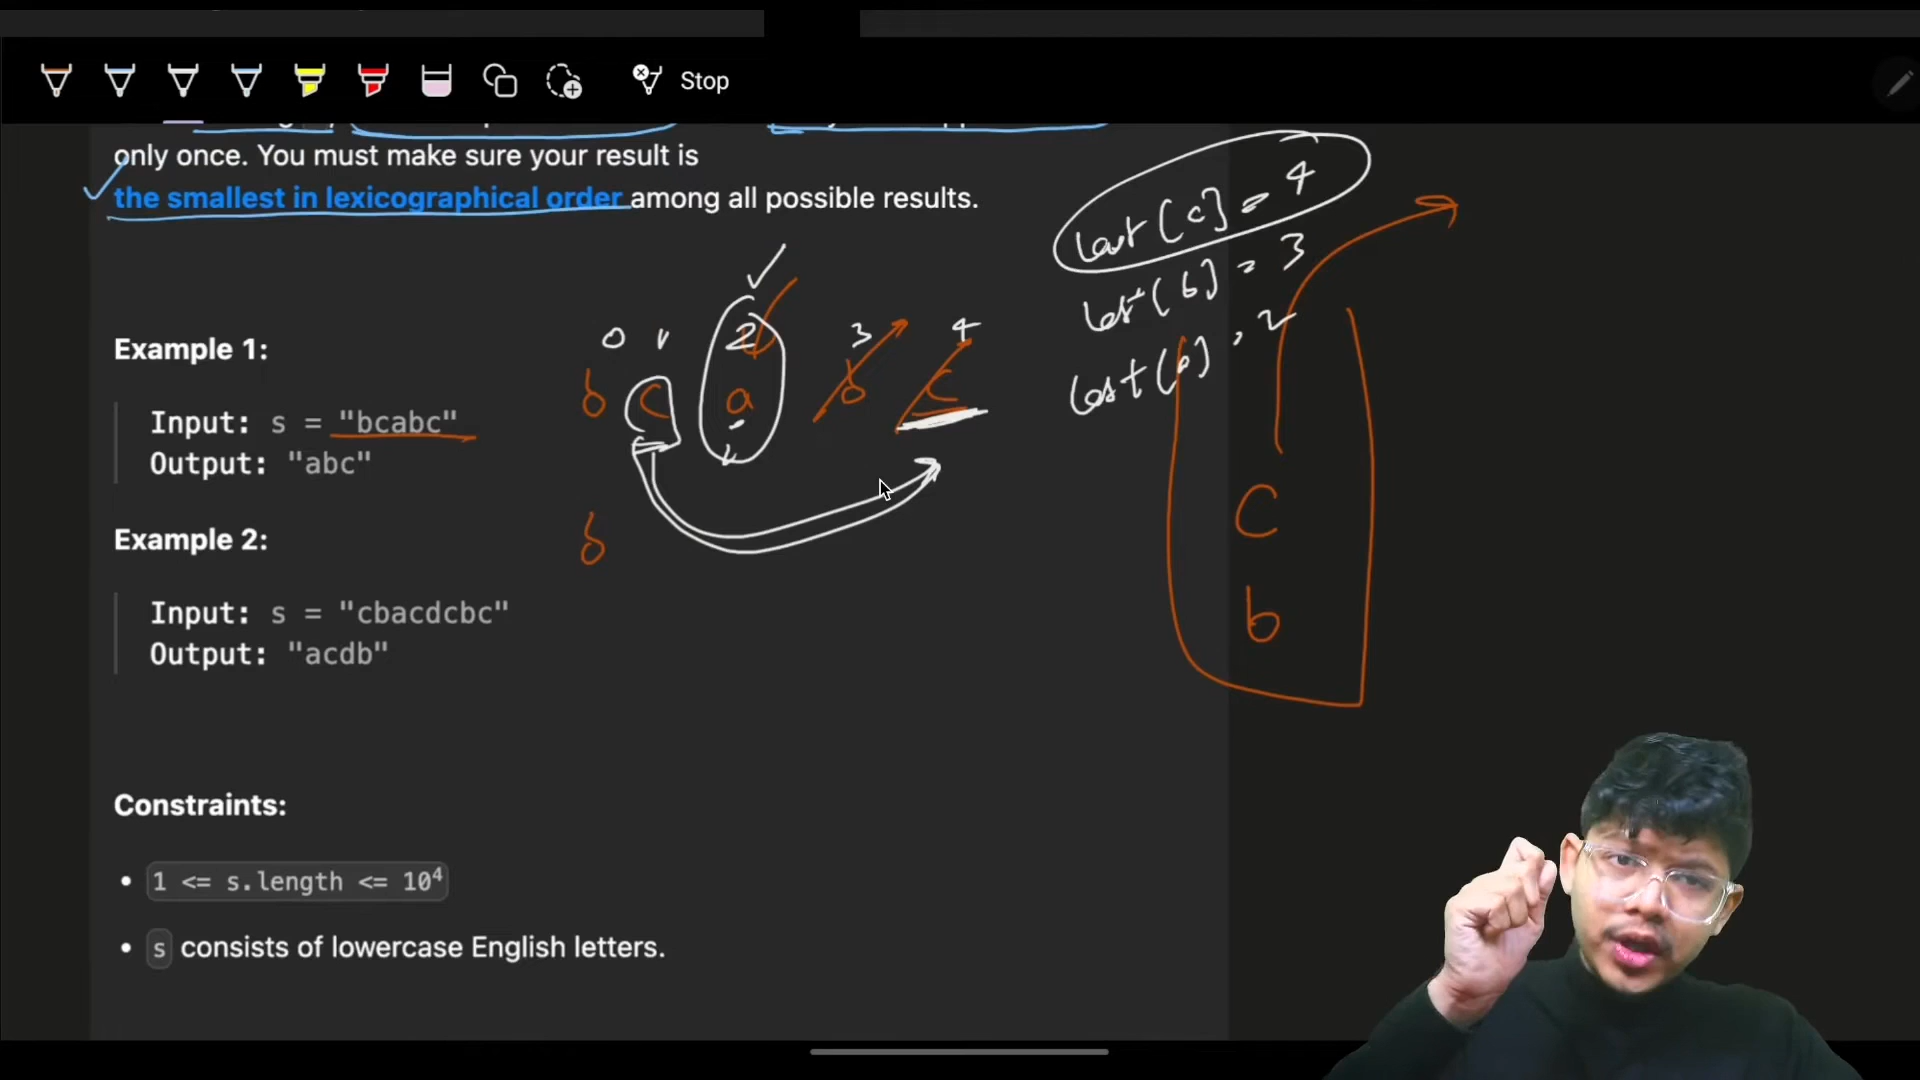 Stop
only once. You must make sure your result is
the smallest in lexicographical order among all possible results.
last [c] = 4
last [b] = 3
last [a] = 2
0 1 2 3 4
b c a b c
Example 1:
Input: s = "bcabc"
Output: "abc"
Example 2:
b
Input: s = "cbacdcbc"
Output: "acdb"
C
b
Constraints:
• 1 <= s.length <= 10⁴
• s consists of lowercase English letters.